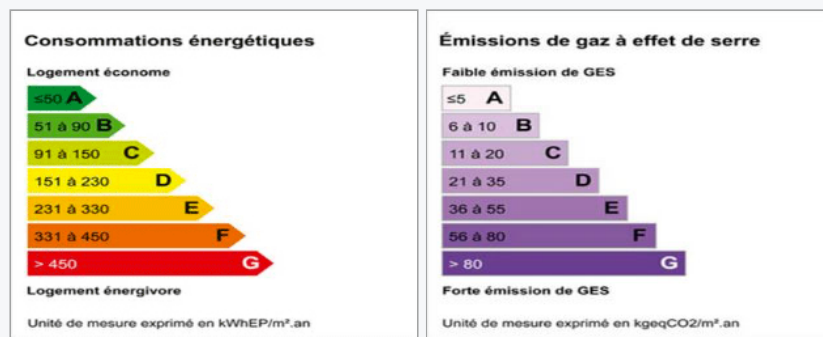 Consommations énergétiques
Logement économe
≤50 A
51 à 90 B
91 à 150 C
151 à 230 D
231 à 330 E
331 à 450 F
> 450 G
Logement énergivore
Unité de mesure exprimé en kWhEP/m².an
Émissions de gaz à effet de serre
Faible émission de GES
≤5 A
6 à 10 B
11 à 20 C
21 à 35 D
36 à 55 E
56 à 80 F
> 80 G
Forte émission de GES
Unité de mesure exprimé en kgeqCO2/m².an